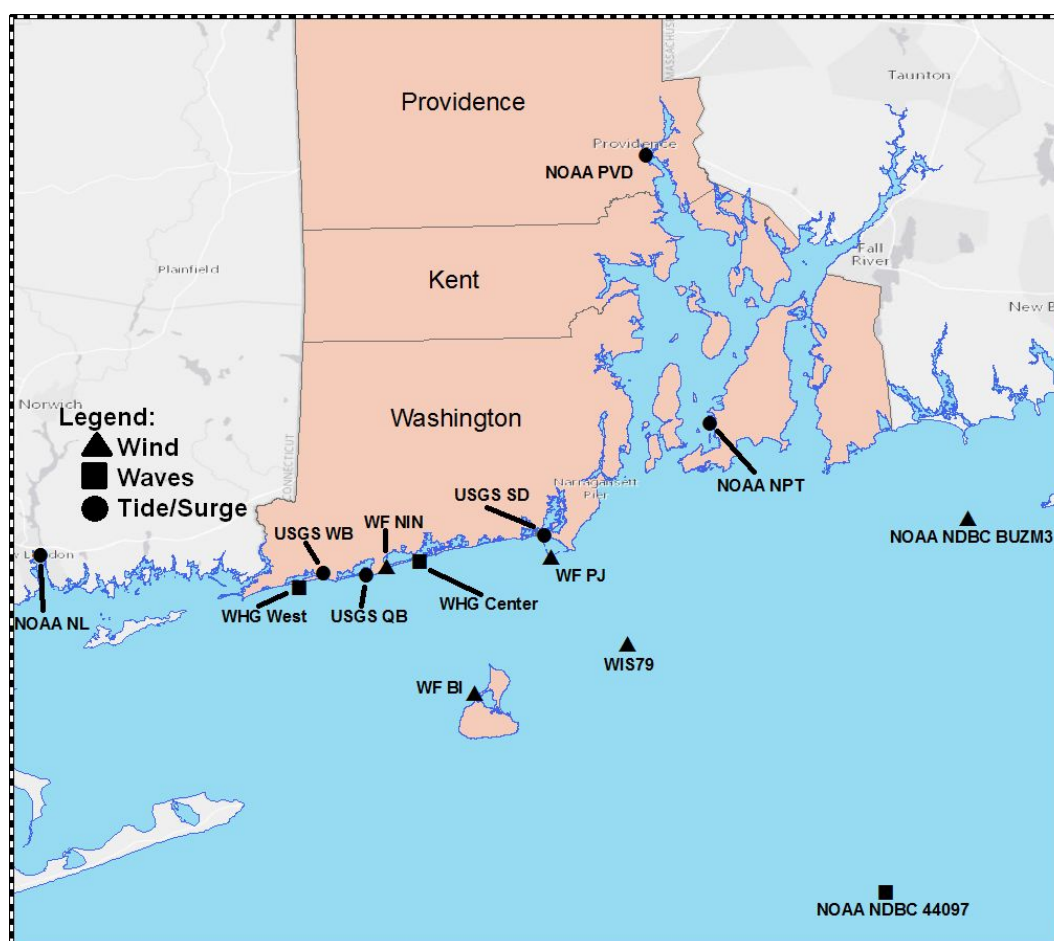 MASSACHUSE
Taunton
Providence
Providence
NOAA PVD
Fall
River
Plainfield
Kent
New B
Norwich
Washington
Legend:
Wind
Waves
Tide/Surge
CONNECTICUT
Narragansett
Pier
NOAA NPT
USGS SD
USGS WB
WF NIN
NOAA NDBC BUZM3
London
WF PJ
WHG Center
NOAA NL
WHG West
USGS QB
WIS79
WF BI
NOAA NDBC 44097